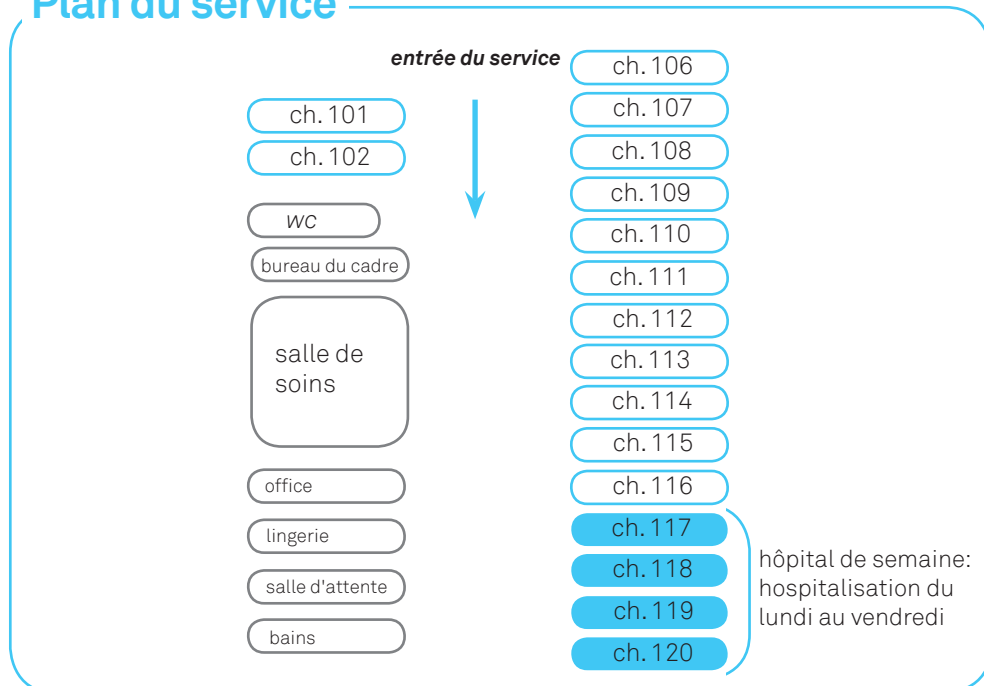 Plan du service
entrée du service
ch. 101
ch. 102
wc
bureau du cadre
salle de
soins
office
lingerie
salle d'attente
bains
ch. 106
ch. 107
ch. 108
ch. 109
ch. 110
ch. 111
ch. 112
ch. 113
ch. 114
ch. 115
ch. 116
ch. 117
ch. 118
ch. 119
ch. 120
hôpital de semaine:
hospitalisation du
lundi au vendredi